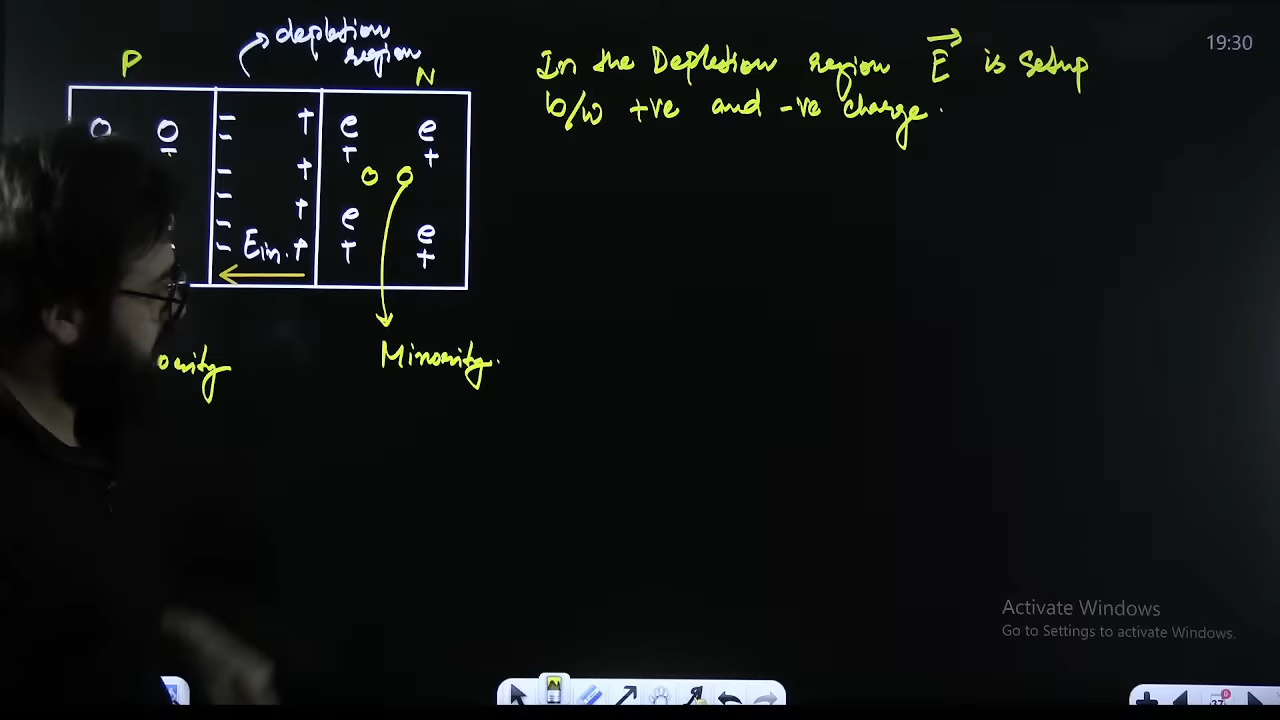 19:30
depletion
region
P
N
In the Depletion region E is setup
b/w +ve and -ve charge.
O O - + e e
- - + +
- + O O
- + e e
- Ein. + + +
ority
Minority.
Activate Windows
Go to Settings to activate Windows.